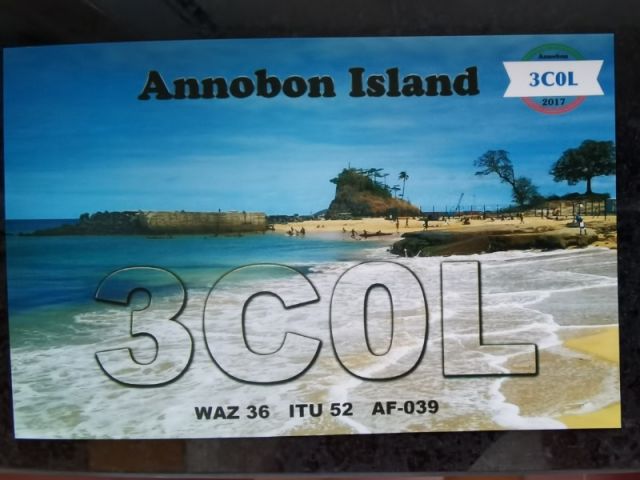 Annobon Island
Annobon
3C0L
2017
3C0L
WAZ 36 ITU 52 AF-039